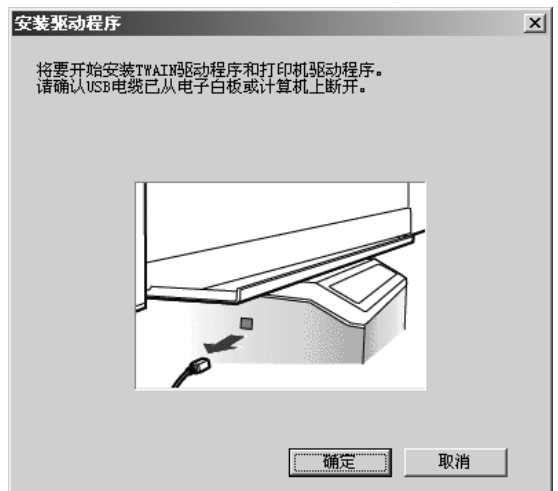 安装驱动程序
将要开始安装TWAIN驱动程序和打印机驱动程序。
请确认USB电缆已从电子白板或计算机上断开。
确定
取消